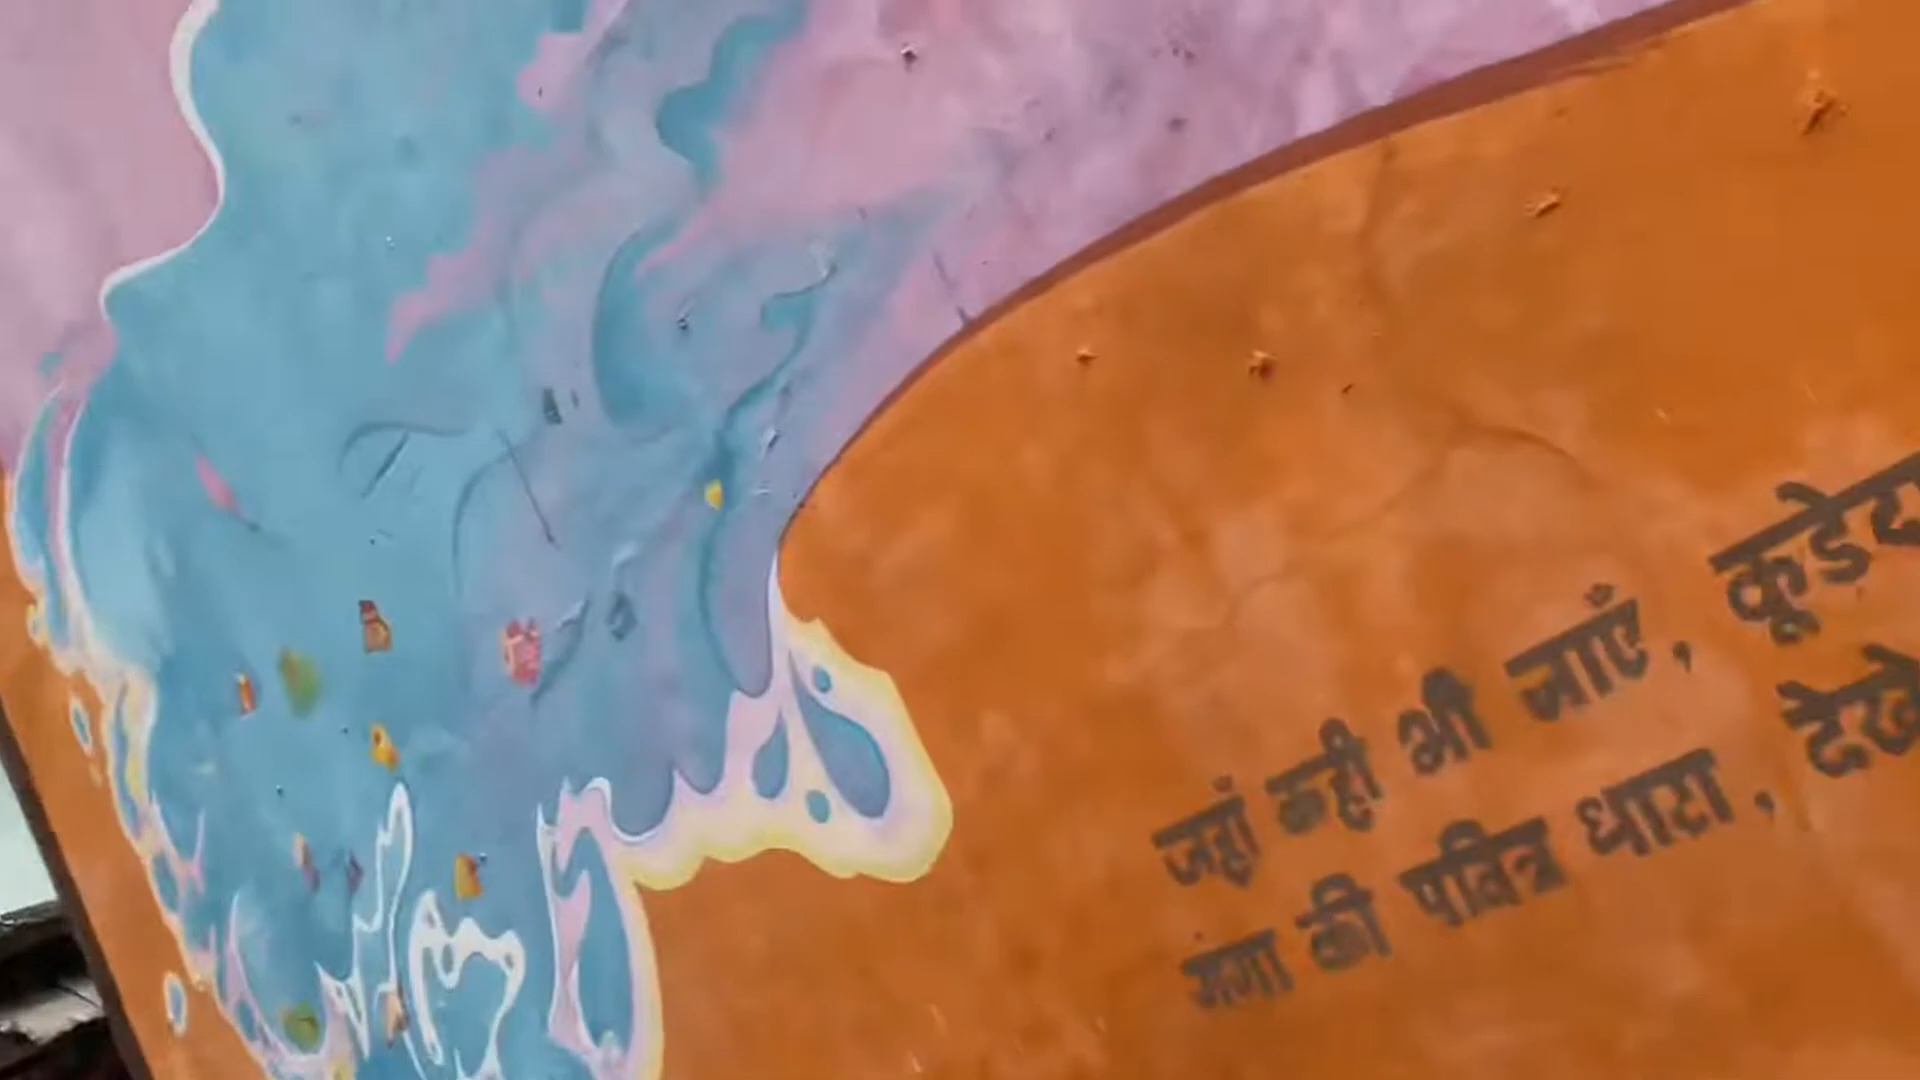 जहाँ कही भी जाएँ, कूडेदा
गंगा की पवित्र धारा, देखे